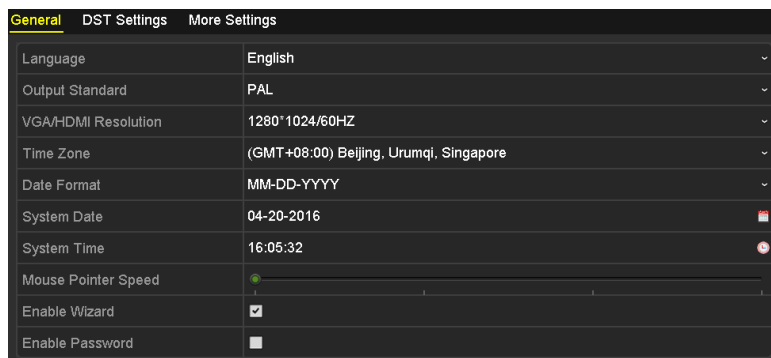 General DST Settings More Settings
Language English
Output Standard PAL
VGA/HDMI Resolution 1280*1024/60HZ
Time Zone (GMT+08:00) Beijing, Urumqi, Singapore
Date Format MM-DD-YYYY
System Date 04-20-2016
System Time 16:05:32
Mouse Pointer Speed
Enable Wizard
Enable Password